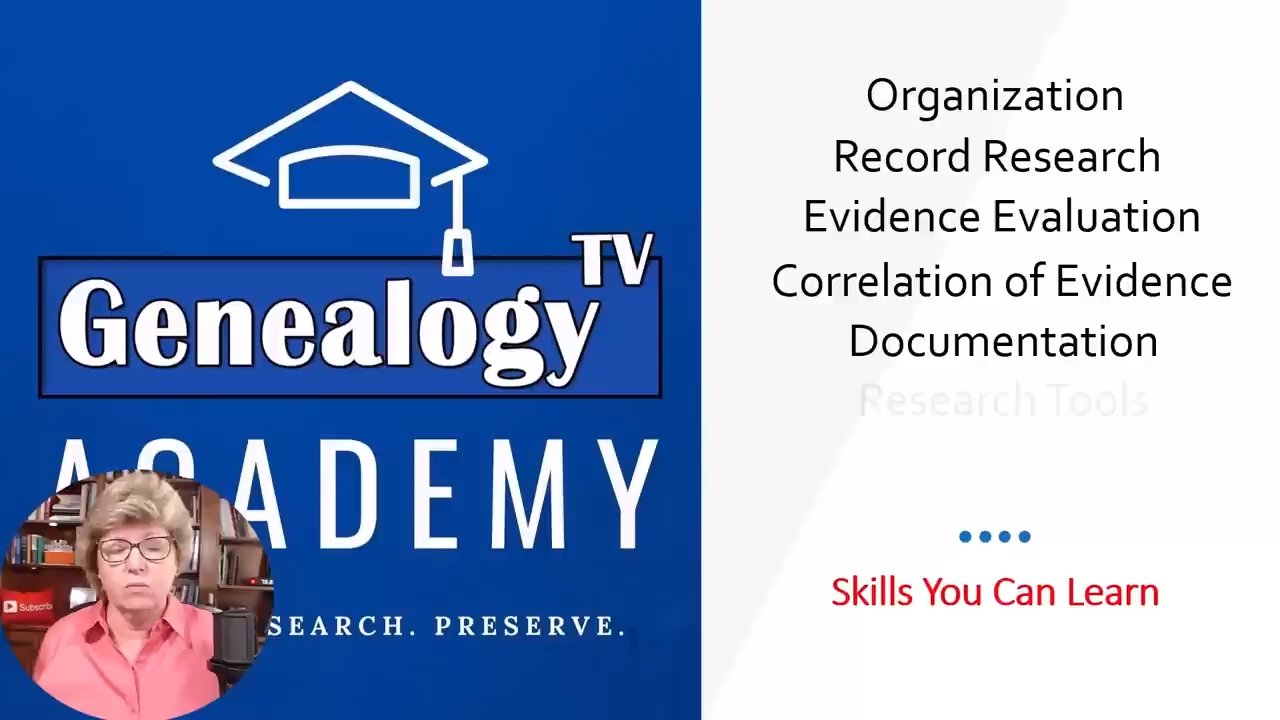 TV
Genealogy
ACADEMY
SEARCH. PRESERVE.
Subscribe
Organization
Record Research
Evidence Evaluation
Correlation of Evidence
Documentation
Research Tools
Skills You Can Learn